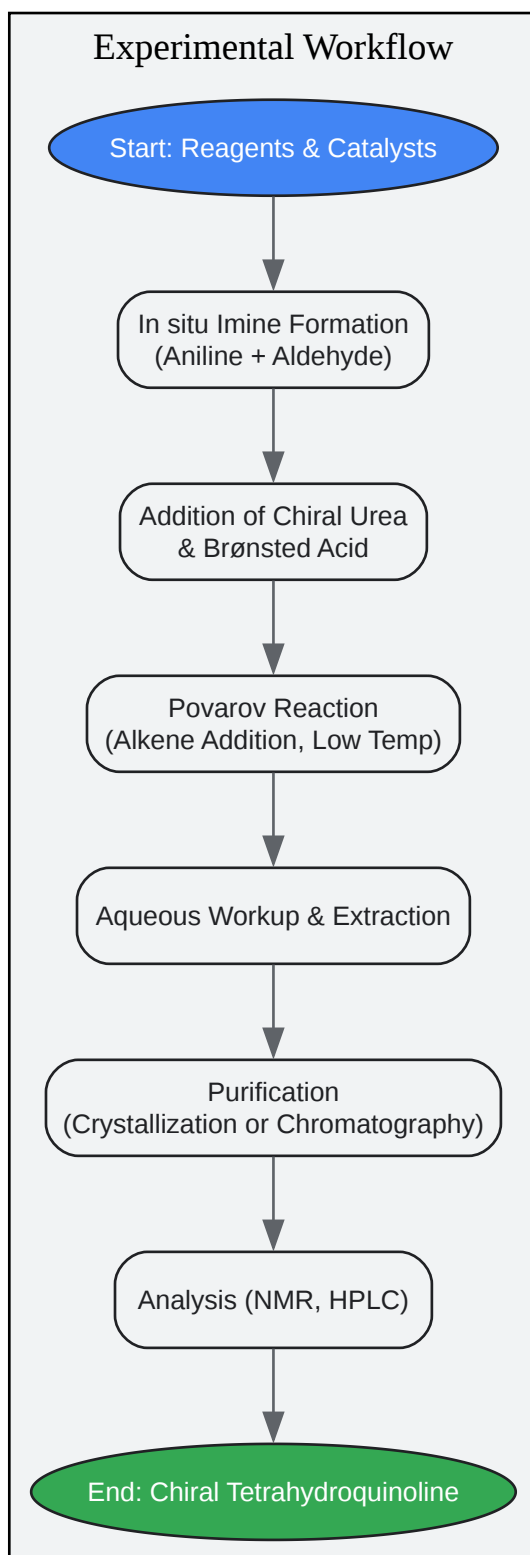 Experimental Workflow
Start: Reagents & Catalysts
In situ Imine Formation
(Aniline + Aldehyde)
Addition of Chiral Urea
& Brønsted Acid
Povarov Reaction
(Alkene Addition, Low Temp)
Aqueous Workup & Extraction
Purification
(Crystallization or Chromatography)
Analysis (NMR, HPLC)
End: Chiral Tetrahydroquinoline